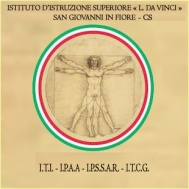 ISTITUTO D'ISTRUZIONE SUPERIORE « L. DA VINCI »
SAN GIOVANNI IN FIORE - CS
I.T.I. - I.P.A.A - I.P.S.S.A.R. - I.T.C.G.